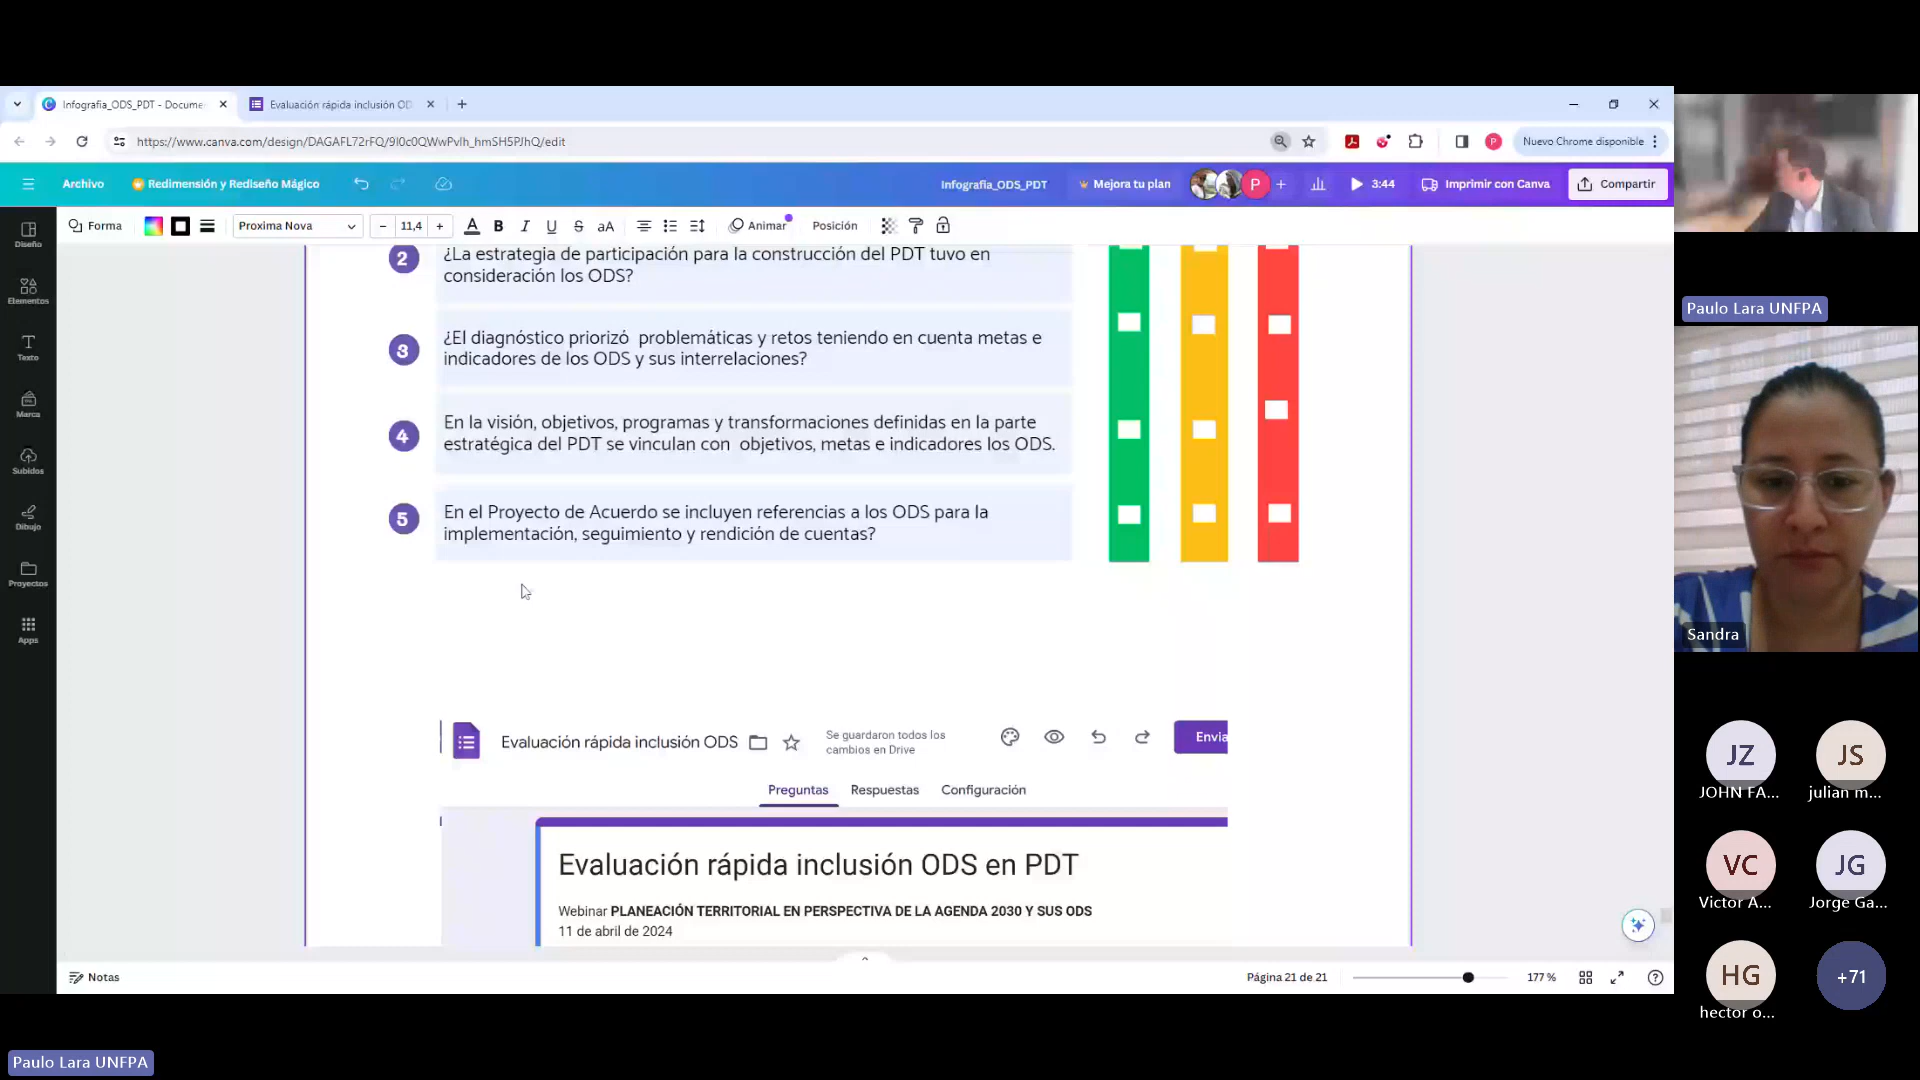 Infografía_ODS_PDT - Docume
Evaluación rápida inclusión OD
https://www.canva.com/design/DAGAFL72rFQ/9I0c0QWwPvlh_hmSH5PJhQ/edit
Nuevo Chrome disponible
Archivo
Redimensión y Rediseño Mágico
Infografía_ODS_PDT
Mejora tu plan
P
3:44
Imprimir con Canva
Compartir
Forma
Proxima Nova
11,4
B
I
U
S
aA
Animar
Posición
Diseño
Elementos
Texto
Marca
Subidos
Dibujo
Proyectos
Apps
2
¿La estrategia de participación para la construcción del PDT tuvo en
consideración los ODS?
3
¿El diagnóstico priorizó problemáticas y retos teniendo en cuenta metas e
indicadores de los ODS y sus interrelaciones?
4
En la visión, objetivos, programas y transformaciones definidas en la parte
estratégica del PDT se vinculan con objetivos, metas e indicadores los ODS.
5
En el Proyecto de Acuerdo se incluyen referencias a los ODS para la
implementación, seguimiento y rendición de cuentas?
Evaluación rápida inclusión ODS
Se guardaron todos los
cambios en Drive
Envia
Preguntas
Respuestas
Configuración
Evaluación rápida inclusión ODS en PDT
Webinar PLANEACIÓN TERRITORIAL EN PERSPECTIVA DE LA AGENDA 2030 Y SUS ODS
11 de abril de 2024
Notas
Página 21 de 21
177 %
Paulo Lara UNFPA
Sandra
JZ
JOHN FA...
JS
julian m...
VC
Victor A...
JG
Jorge Ga...
HG
hector o...
+71
Paulo Lara UNFPA